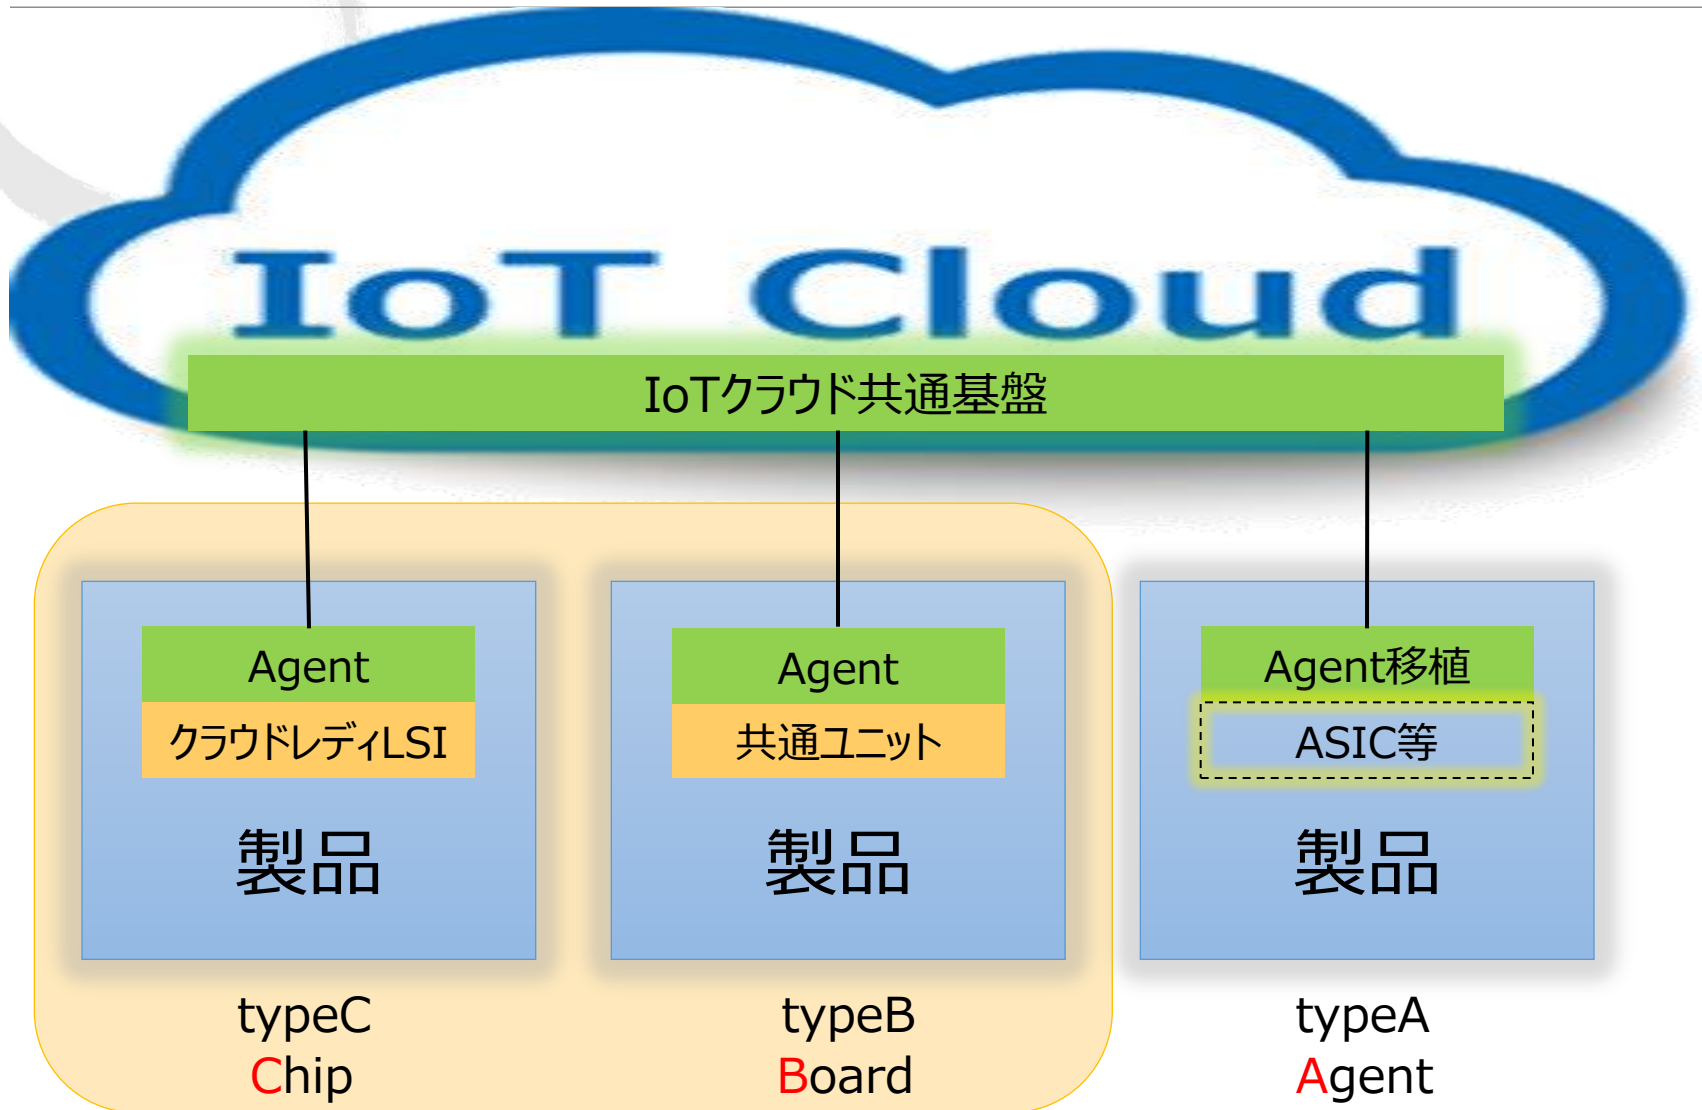 IoT Cloud
IoTクラウド共通基盤
Agent
クラウドレディLSI
製品
typeC
Chip
Agent
共通ユニット
製品
typeB
Board
Agent移植
ASIC等
製品
typeA
Agent